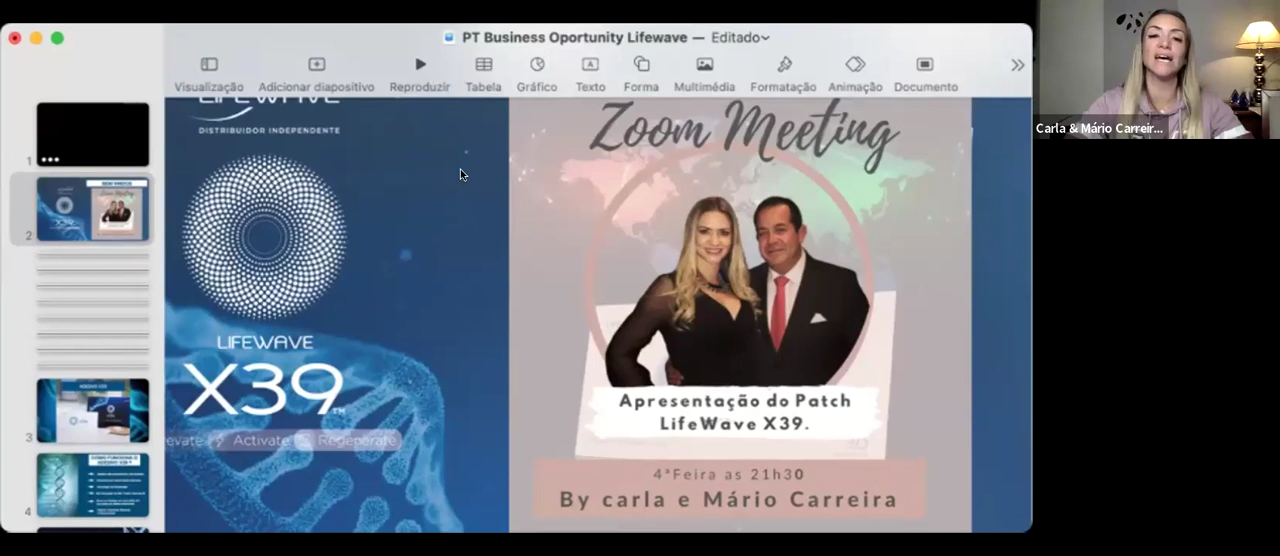 PT Business Oportunity Lifewave — Editado
Visualização
Adicionar diapositivo
Reproduzir
Tabela
Gráfico
Texto
Forma
Multimédia
Formatação
Animação
Documento
1
2
3
4
LIFEWAVE
DISTRIBUIDOR INDEPENDENTE
LIFEWAVE
X39
Activate
Regenerate
Zoom Meeting
Apresentação do Patch
LifeWave X39.
4ªFeira as 21h30
By carla e Mário Carreira
Carla & Mário Carreir...